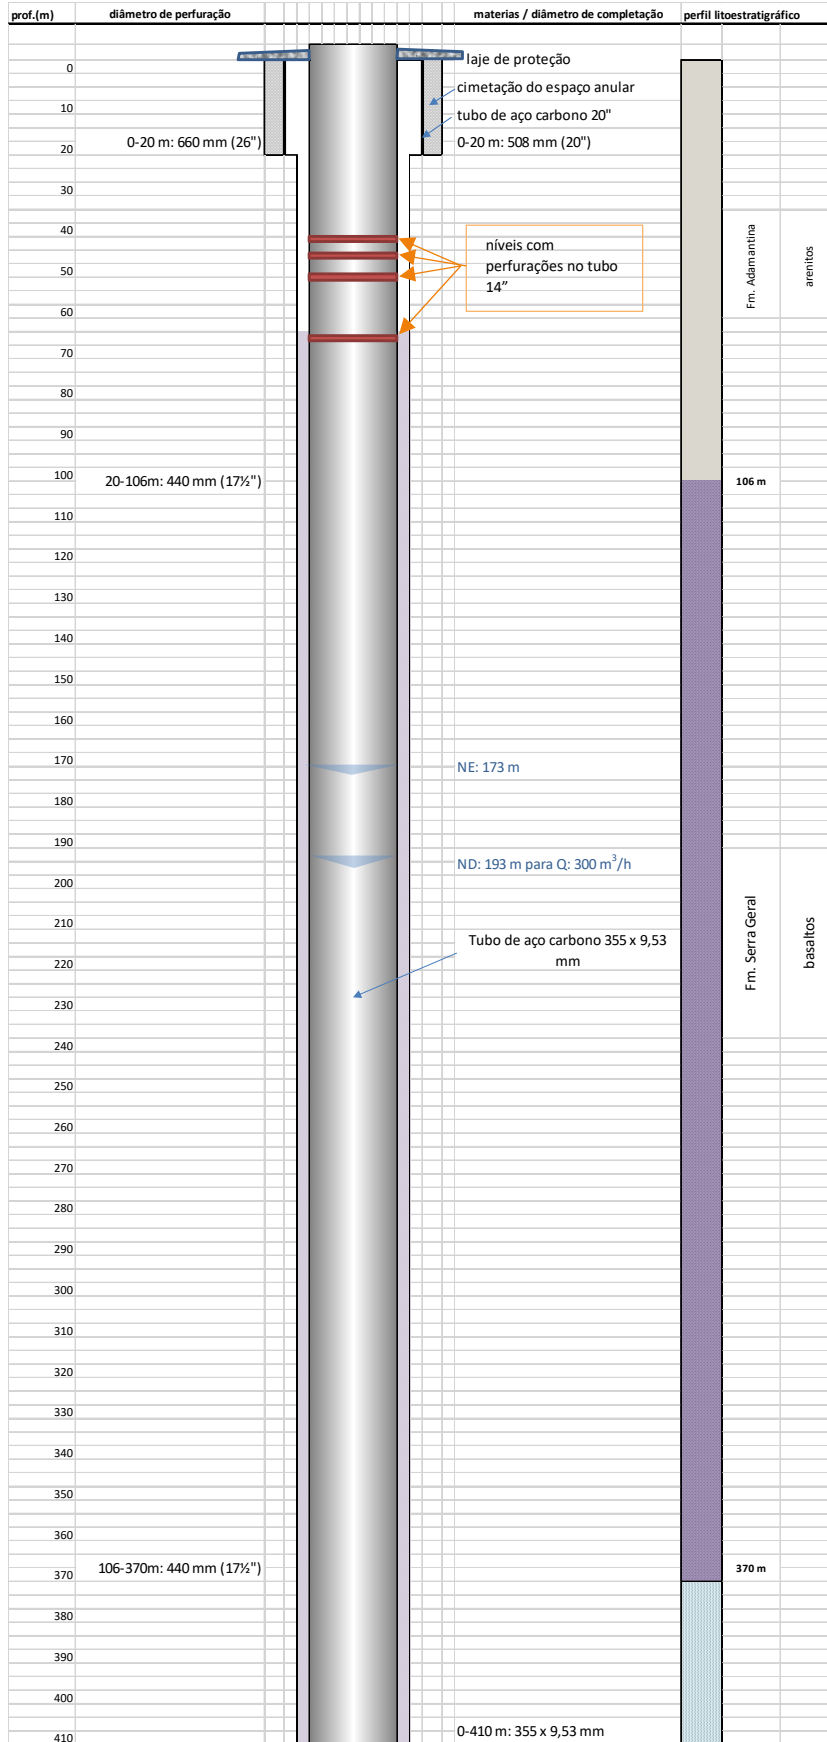 prof.(m) diâmetro de perfuração materias / diâmetro de completação perfil litoestratigráfico
laje de proteção
0
cimetação do espaço anular
10
tubo de aço carbono 20"
0-20 m: 660 mm (26") 0-20 m: 508 mm (20")
20
30
40
níveis com
perfurações no tubo
14”
Fm. Adamantina
arenitos
50
60
70
80
90
100
20-106m: 440 mm (17½") 106 m
110
120
130
140
150
160
170
NE: 173 m
180
190
ND: 193 m para Q: 300 m³/h
200
210
Fm. Serra Geral
basaltos
Tubo de aço carbono 355 x 9,53
mm
220
230
240
250
260
270
280
290
300
310
320
330
340
350
360
106-370m: 440 mm (17½") 370 m
370
380
390
400
0-410 m: 355 x 9,53 mm
410